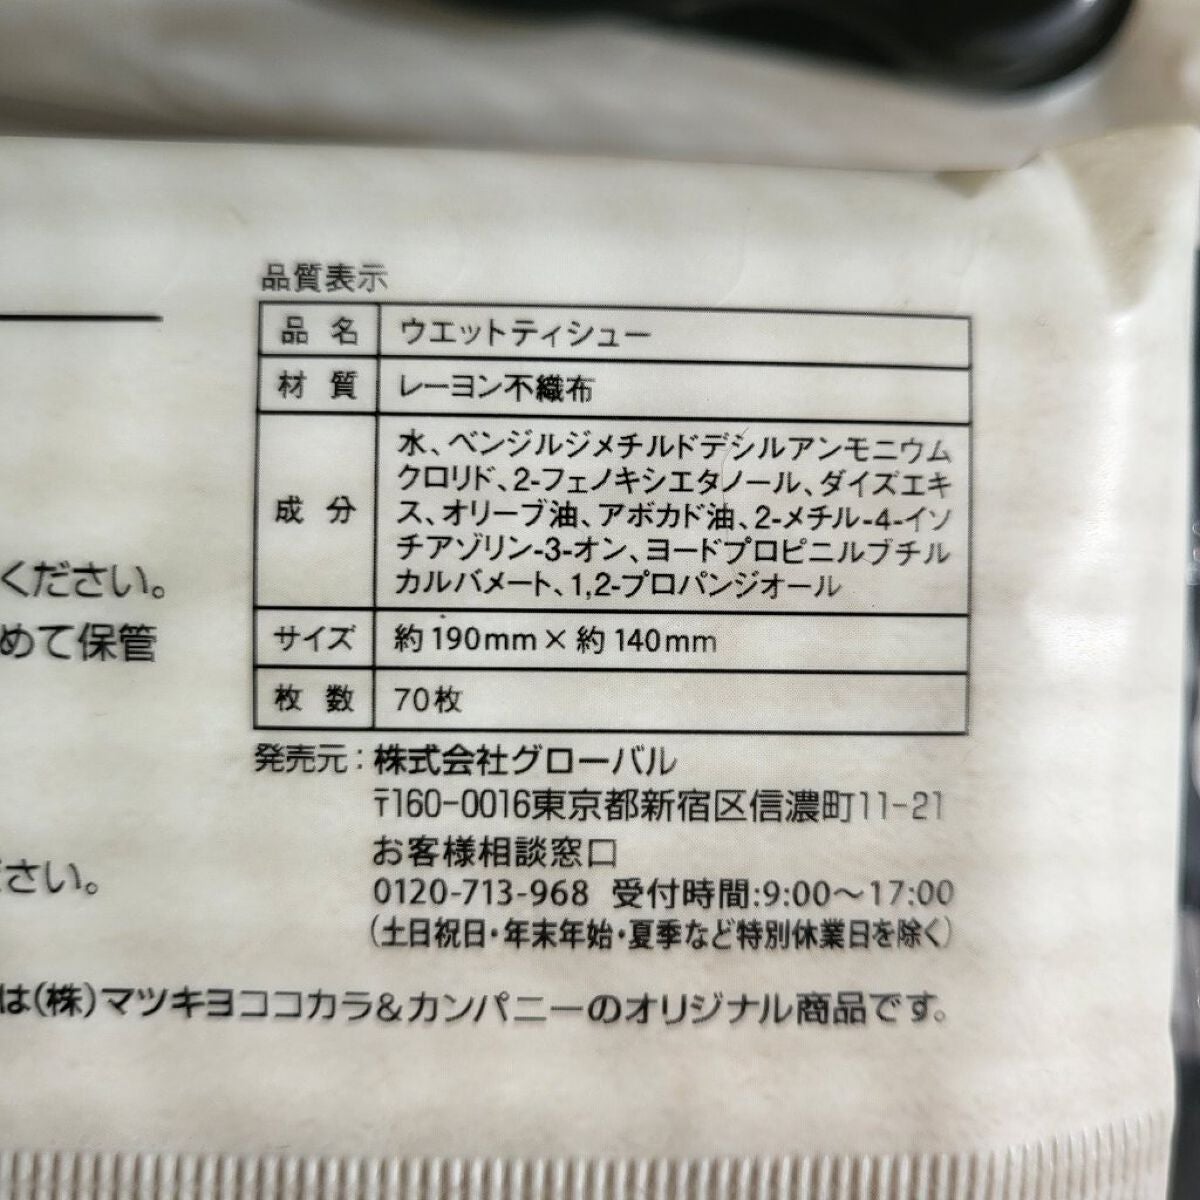 品質表示
品名 ウエットティシュー
材質 レーヨン不織布
成分 水、ベンジルジメチルドデシルアンモニウム
クロリド、2-フェノキシエタノール、ダイズエキ
ス、オリーブ油、アボカド油、2-メチル-4-イソ
チアゾリン-3-オン、ヨードプロピニルブチル
カルバメート、1,2-プロパンジオール
サイズ 約190mm×約140mm
枚数 70枚
発売元:株式会社グローバル
〒160-0016東京都新宿区信濃町11-21
お客様相談窓口
0120-713-968 受付時間:9:00〜17:00
(土日祝日・年末年始・夏季など特別休業日を除く)
は(株)マツキヨココカラ&カンパニーのオリジナル商品です。
ください。
めて保管
ださい。